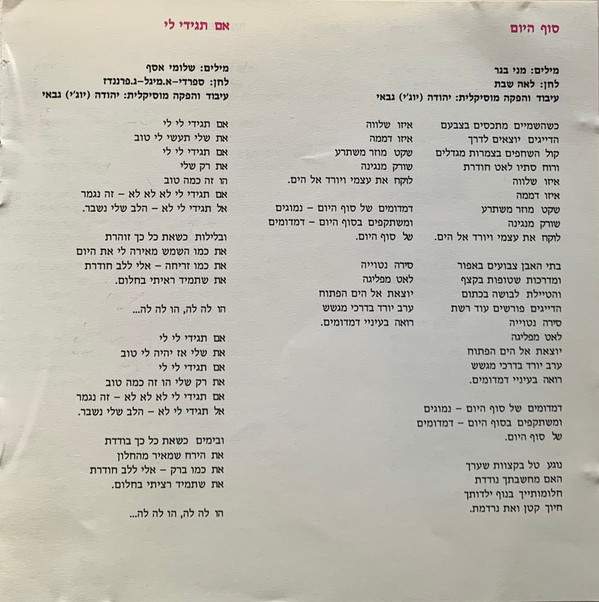 סוף היום
מילים: מני בגר
לחן: לאה שבת
עיבוד והפקה מוסיקלית: יהודה (יוג'י) גבאי
כשהשמיים מתכסים בצבעם
הדייגים יוצאים לדרך
קול השחפים בצמרות מגדלים
ורוח סתיו לאט חודרת
איזו שלווה
איזו דממה
שקט מוזר משתרע
שורק מנגינה
לוקח את עצמי ויורד אל הים.
בתי האבן צבועים באפור
ומדרכות שטופות בקצף
והטיילת לבושה בכתום
הדייגים פורשים עוד רשת
סירה נטוייה
לאט מפליגה
יוצאת אל הים הפתוח
ערב יורד בדרכי מגשש
רואה בעיניי דמדומים.
דמדומים של סוף היום – נמוגים
ומשתקפים בסוף היום – דמדומים
של סוף היום.
נוגע טל בקצוות שערך
האם מחשבתך נודדת
חלומותייך בנוף ילדותך
חיוך קטן ואת נרדמת.
איזו שלווה
איזו דממה
שקט מוזר משתרע
שורק מנגינה
לוקח את עצמי ויורד אל הים.
דמדומים של סוף היום – נמוגים
ומשתקפים בסוף היום – דמדומים
של סוף היום.
סירה נטוייה
לאט מפליגה
יוצאת אל הים הפתוח
ערב יורד בדרכי מגשש
רואה בעיניי דמדומים.
אם תגידי לי
מילים: שלומי אסף
לחן: ספרדי-א.מיגל-ג.פרננדז
עיבוד והפקה מוסיקלית: יהודה (יוג'י) גבאי
אם תגידי לי לי
את שלי תעשי לי טוב
אם תגידי לי לי
את רק שלי
הו זה כמה טוב
אם תגידי לי לא לא לא – זה נגמר
אל תגידי לי לא – הלב שלי נשבר.
ובלילות כשאת כל כך זוהרת
את כמו השמש מאירה לי את היום
את כמו זריחה – אלי ללב חודרת
את שתמיד ראיתי בחלום.
הו לה לה, הו לה לה...
אם תגידי לי לי
את שלי אז יהיה לי טוב
אם תגידי לי לי
את רק שלי הו זה כמה טוב
אם תגידי לי לא לא לא – זה נגמר
אל תגידי לי לא – הלב שלי נשבר.
ובימים כשאת כל כך בודדת
את הירח שמאיר מהחלון
את כמו ברק – אלי ללב חודרת
את שתמיד רציתי בחלום.
הו לה לה, הו לה לה...